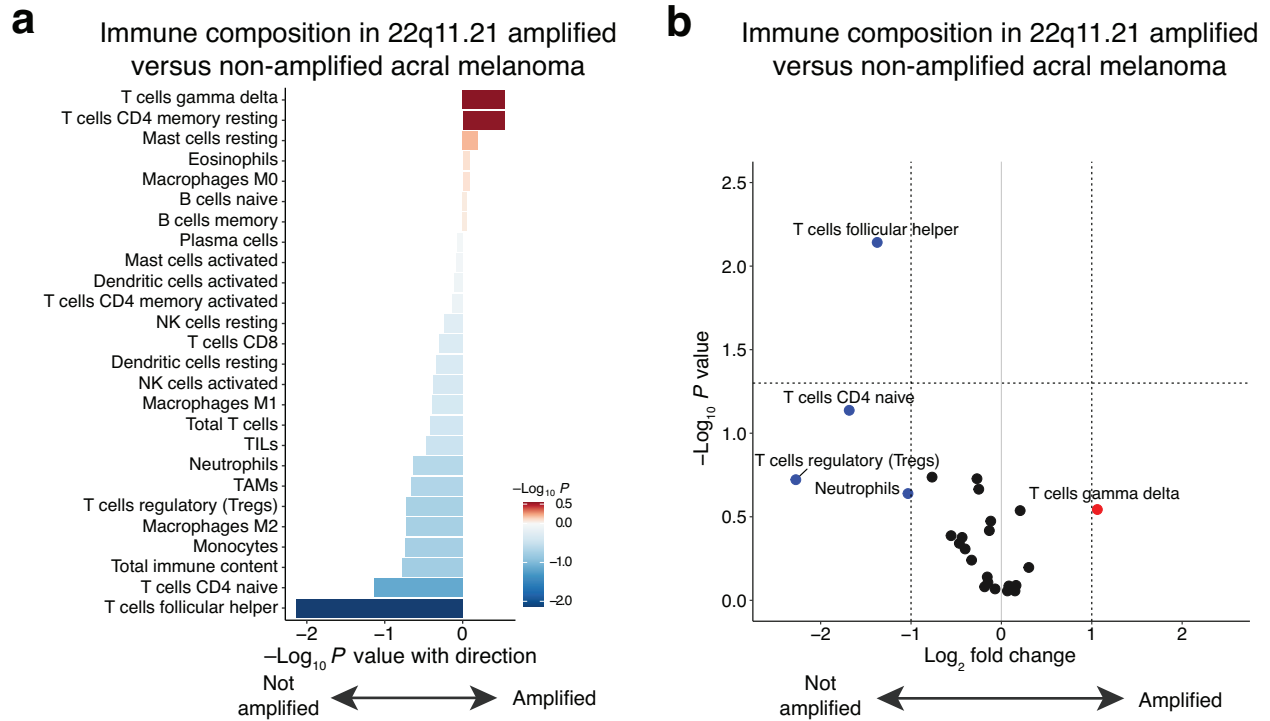 a
Immune composition in 22q11.21 amplified
versus non-amplified acral melanoma
T cells gamma delta
T cells CD4 memory resting
Mast cells resting
Eosinophils
Macrophages M0
B cells naive
B cells memory
Plasma cells
Mast cells activated
Dendritic cells activated
T cells CD4 memory activated
NK cells resting
T cells CD8
Dendritic cells resting
NK cells activated
Macrophages M1
Total T cells
TILs
Neutrophils
TAMs
T cells regulatory (Tregs)
Macrophages M2
Monocytes
Total immune content
T cells CD4 naive
T cells follicular helper
–Log10 P
0.5
0.0
–1.0
–2.0
–2 –1 0
–Log10 P value with direction
Not
amplified
Amplified
b
Immune composition in 22q11.21 amplified
versus non-amplified acral melanoma
–Log10 P value
2.5
2.0
1.5
1.0
0.5
0.0
T cells follicular helper
T cells CD4 naive
T cells regulatory (Tregs)
Neutrophils
T cells gamma delta
–2 –1 0 1 2
Log2 fold change
Not
amplified
Amplified